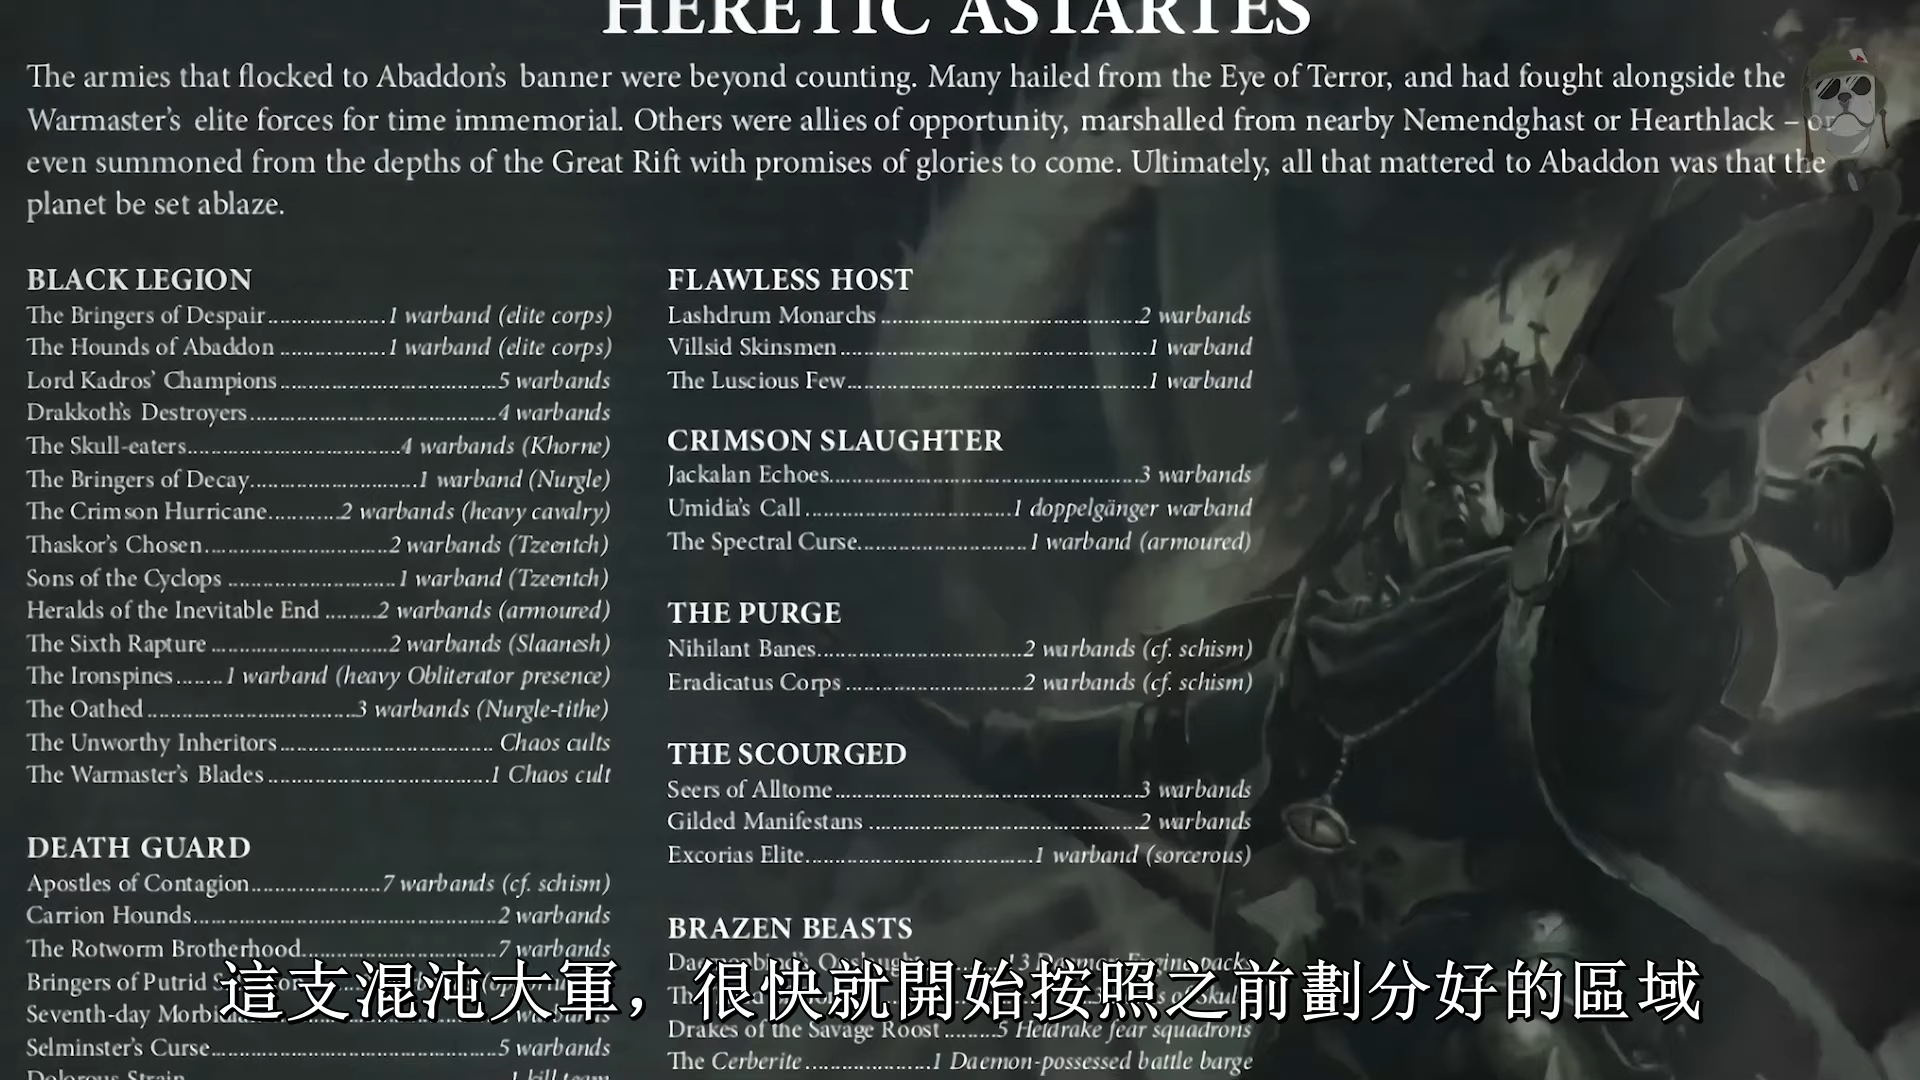 HERETIC ASTARTES
The armies that flocked to Abaddon's banner were beyond counting. Many hailed from the Eye of Terror, and had fought alongside the
Warmaster's elite forces for time immemorial. Others were allies of opportunity, marshalled from nearby Nemendghast or Hearthlack – or
even summoned from the depths of the Great Rift with promises of glories to come. Ultimately, all that mattered to Abaddon was that the
planet be set ablaze.
BLACK LEGION
The Bringers of Despair....................1 warband (elite corps)
The Hounds of Abaddon..................1 warband (elite corps)
Lord Kadros' Champions.....................................5 warbands
Drakkoth's Destroyers..........................................4 warbands
The Skull-eaters....................................4 warbands (Khorne)
The Bringers of Decay............................1 warband (Nurgle)
The Crimson Hurricane............2 warbands (heavy cavalry)
Thaskor's Chosen...............................2 warbands (Tzeentch)
Sons of the Cyclops............................1 warband (Tzeentch)
Heralds of the Inevitable End........2 warbands (armoured)
The Sixth Rapture..............................2 warbands (Slaanesh)
The Ironspines........1 warband (heavy Obliterator presence)
The Oathed....................................3 warbands (Nurgle-tithe)
The Unworthy Inheritors.................................... Chaos cults
The Warmaster's Blades......................................1 Chaos cult
DEATH GUARD
Apostles of Contagion......................7 warbands (cf. schism)
Carrion Hounds....................................................2 warbands
The Rotworm Brotherhood.................................7 warbands
Bringers of Putrid
Seventh-day
Selminster's Curse.................................................5 warbands
Dolorous Strain 1 kill team
FLAWLESS HOST
Lashdrum Monarchs............................................2 warbands
Villsid Skinsmen.....................................................1 warband
The Luscious Few....................................................1 warband
CRIMSON SLAUGHTER
Jackalan Echoes.....................................................3 warbands
Umidia's Call...................................1 doppelgänger warband
The Spectral Curse.............................1 warband (armoured)
THE PURGE
Nihilant Banes...................................2 warbands (cf. schism)
Eradicatus Corps..............................2 warbands (cf. schism)
THE SCOURGED
Seers of Alltome....................................................3 warbands
Gilded Manifestans..............................................2 warbands
Excorias Elite.......................................1 warband (sorcerous)
BRAZEN BEASTS
Drakes of the Savage Roost........5 Heldrake fear squadrons
The Cerberite......................1 Daemon-possessed battle barge
這支混沌大軍，很快就開始按照之前劃分好的區域